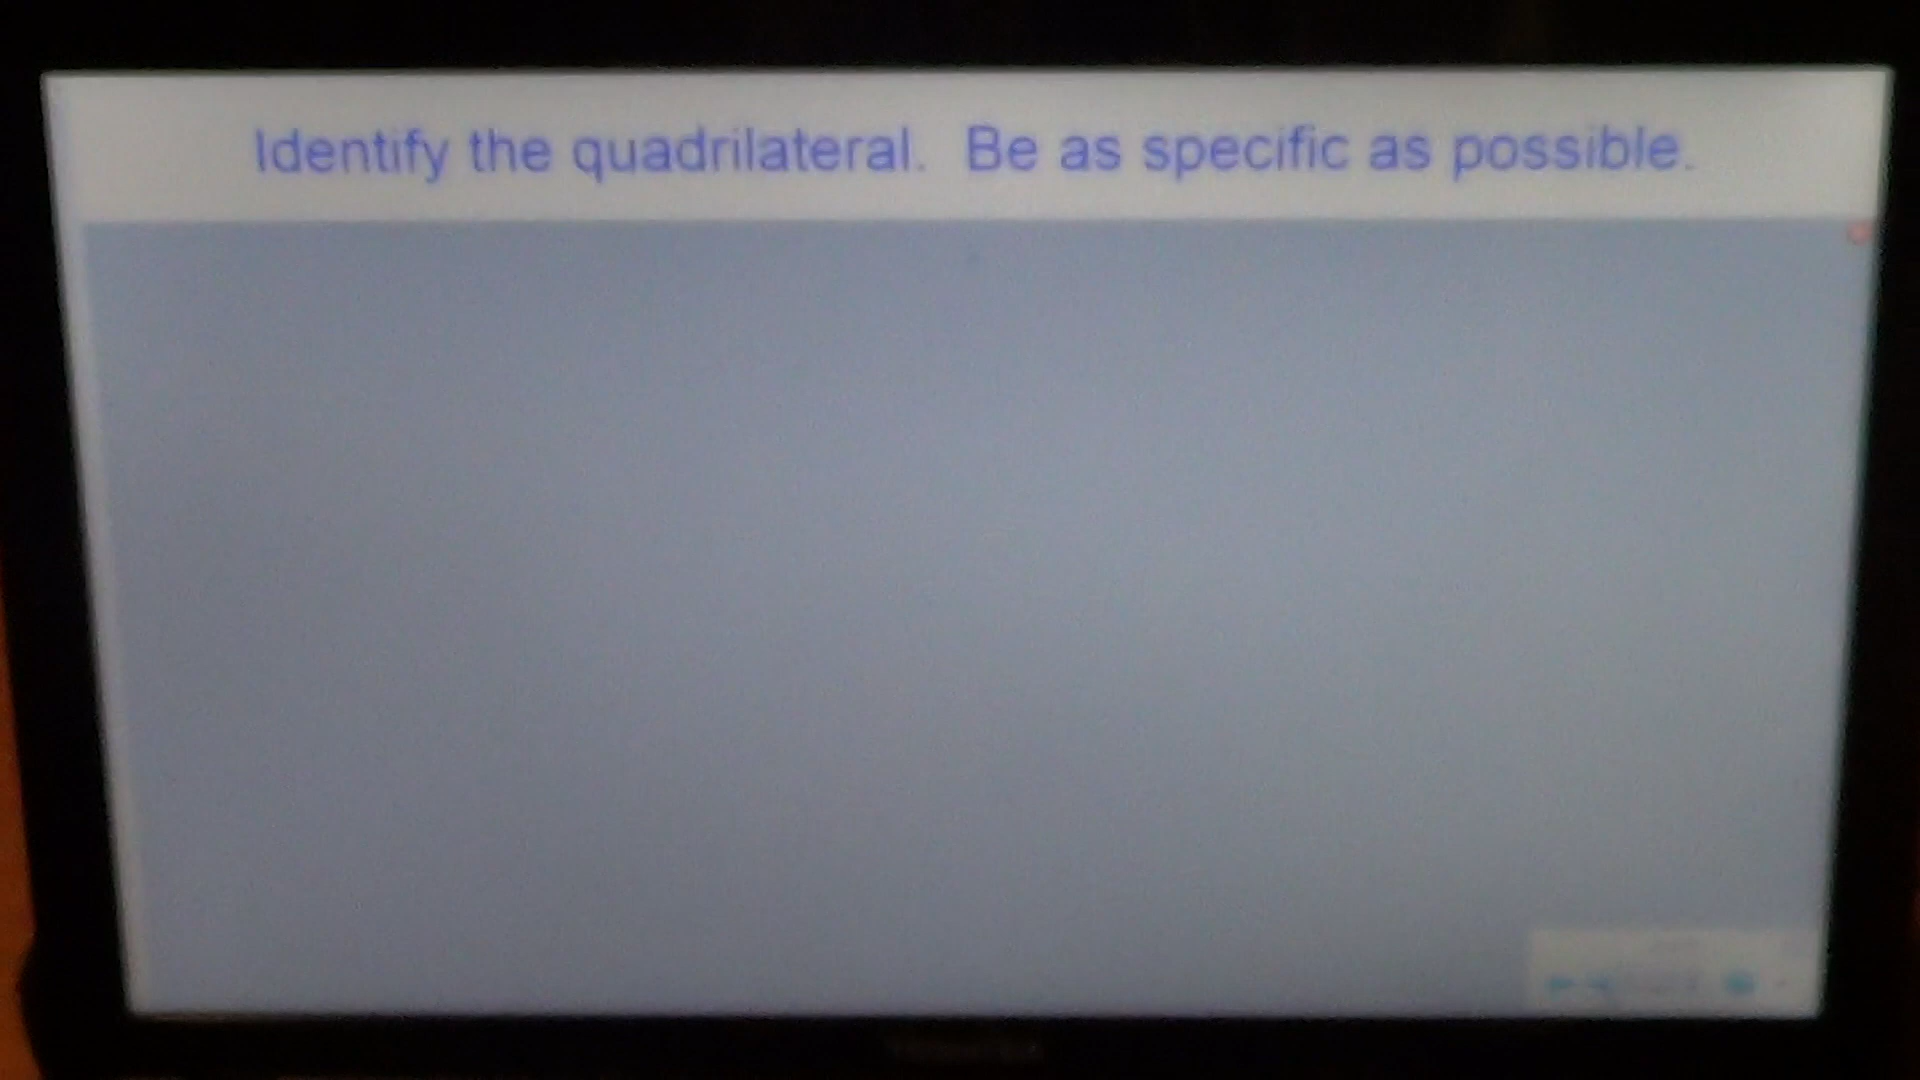 Identify the quadrilateral. Be as specific as possible.